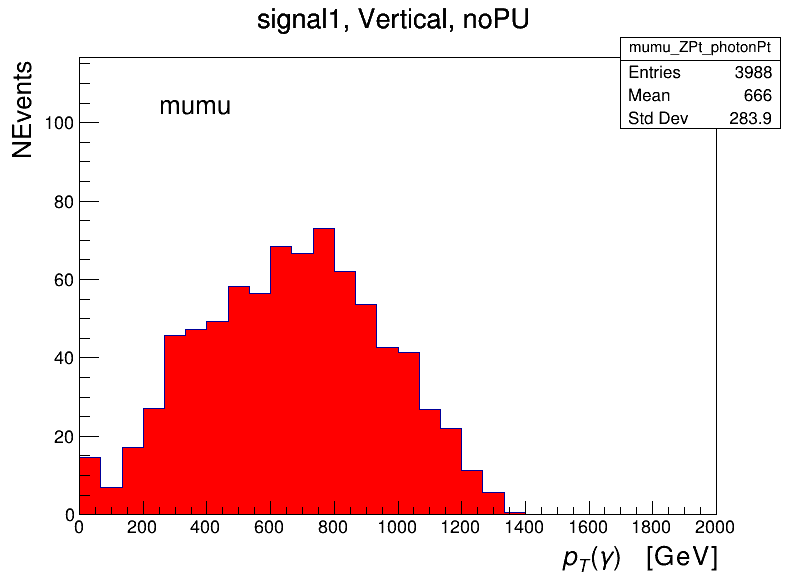 signal1, Vertical, noPU
mumu_ZPt_photonPt
Entries 3988
Mean 666
Std Dev 283.9
NEvents
mumu
100
80
60
40
20
0
0 200 400 600 800 1000 1200 1400 1600 1800 2000
p_T(γ) [GeV]